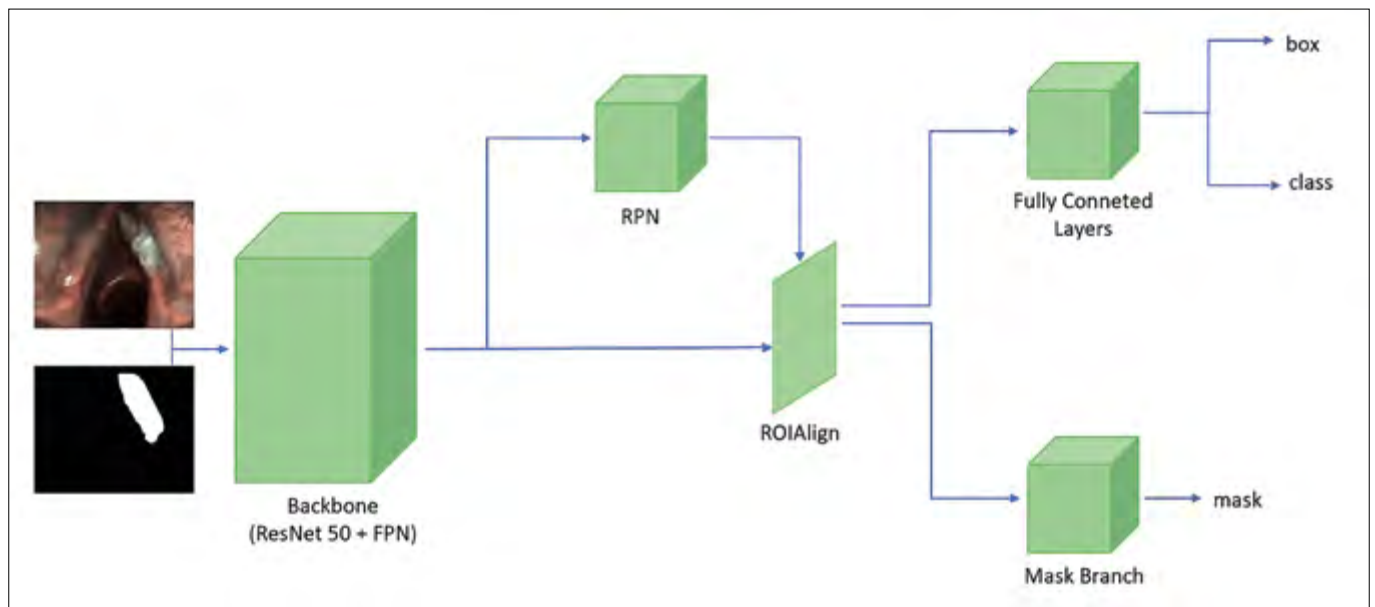 box
RPN
class
Fully Conneted
Layers
ROIAlign
Backbone
(ResNet 50 + FPN)
mask
Mask Branch